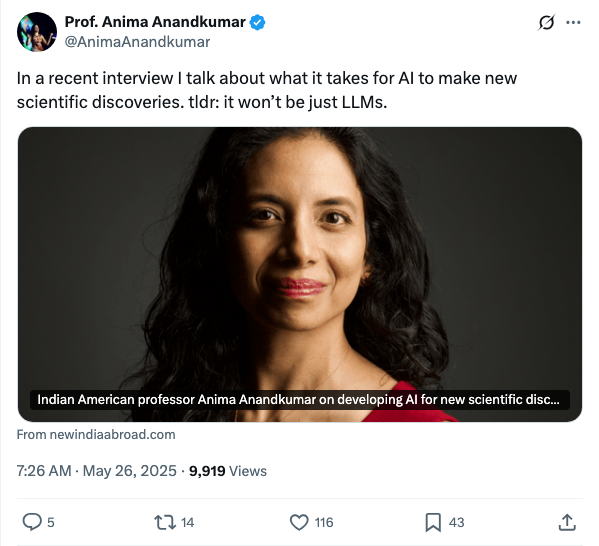 Prof. Anima Anandkumar
@AnimaAnandkumar
In a recent interview I talk about what it takes for AI to make new
scientific discoveries. tldr: it won’t be just LLMs.
Indian American professor Anima Anandkumar on developing AI for new scientific disc...
From newindiaabroad.com
7:26 AM · May 26, 2025 · 9,919 Views
5 14 116 43